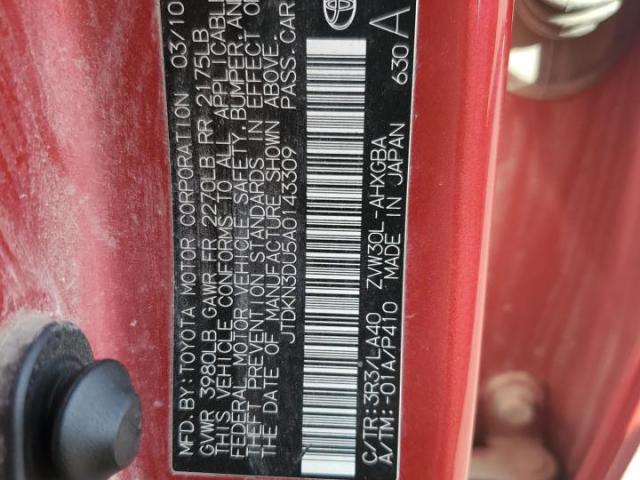 MFD. BY: TOYOTA MOTOR CORPORATION 03/10
GVWR 3980LB GAWR FR 2270LB RR 2175LB
THIS VEHICLE CONFORMS TO ALL APPLICABLE
FEDERAL MOTOR VEHICLE SAFETY, BUMPER, AND
THEFT PREVENTION STANDARDS IN EFFECT ON
THE DATE OF MANUFACTURE SHOWN ABOVE.
JTDKN3DU5A0143309 PASS.CAR
C/TR:3R3/LA40 ZVW30L-AHXGBA
A/TM:-01A/P410 MADE IN JAPAN 630 A